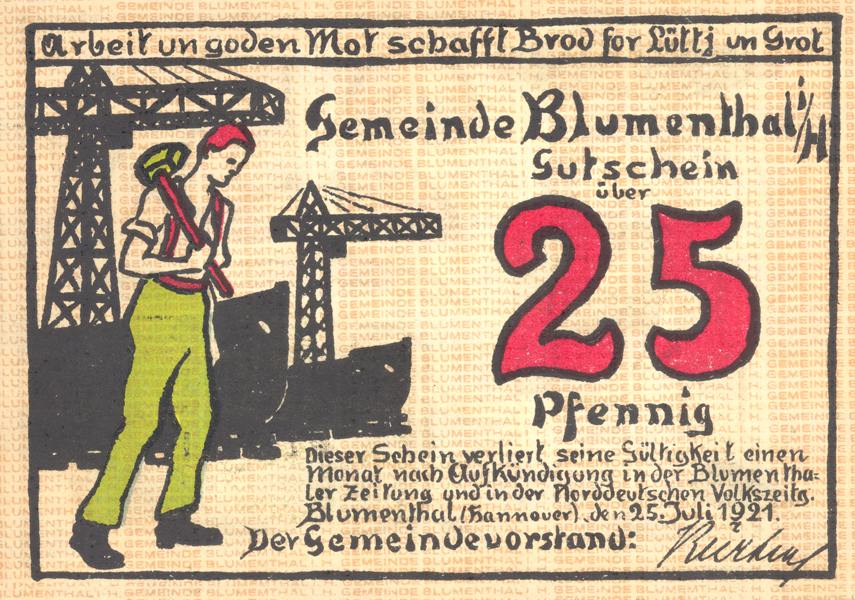 Arbeit un goden Mot schafft Brod for Lüttj un Grot
Gemeinde Blumenthal i/H
Gutschein
über
25
Pfennig
Dieser Schein verliert seine Gültigkeit einen
Monat nach Aufkündigung in der Blumentha-
ler Zeitung und in der Norddeutschen Volkszeitg.
Blumenthal (Hannover), den 25. Juli 1921.
Der Gemeindevorstand: